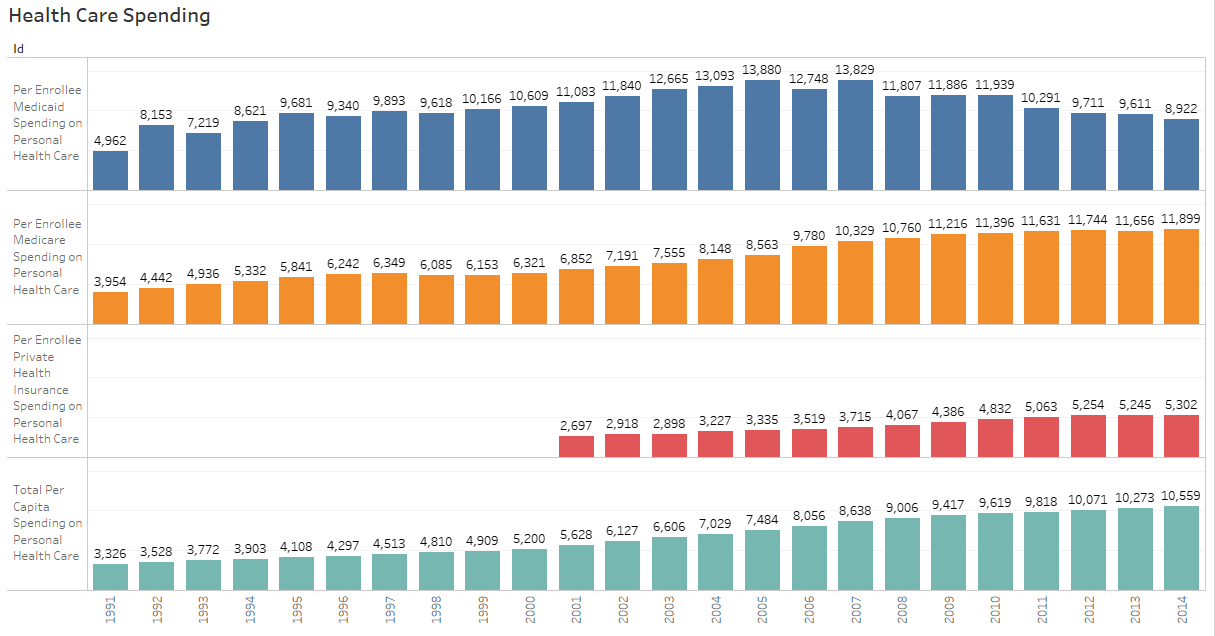 Health Care Spending
Id
Per Enrollee
Medicaid
Spending on
Personal
Health Care
4,962 8,153 7,219 8,621 9,681 9,340 9,893 9,618 10,166 10,609 11,083 11,840 12,665 13,093 13,880 12,748 13,829 11,807 11,886 11,939 10,291 9,711 9,611 8,922
Per Enrollee
Medicare
Spending on
Personal
Health Care
3,954 4,442 4,936 5,332 5,841 6,242 6,349 6,085 6,153 6,321 6,852 7,191 7,555 8,148 8,563 9,780 10,329 10,760 11,216 11,396 11,631 11,744 11,656 11,899
Per Enrollee
Private
Health
Insurance
Spending on
Personal
Health Care
2,697 2,918 2,898 3,227 3,335 3,519 3,715 4,067 4,386 4,832 5,063 5,254 5,245 5,302
Total Per
Capita
Spending on
Personal
Health Care
3,326 3,528 3,772 3,903 4,108 4,297 4,513 4,810 4,909 5,200 5,628 6,127 6,606 7,029 7,484 8,056 8,638 9,006 9,417 9,619 9,818 10,071 10,273 10,559
1991 1992 1993 1994 1995 1996 1997 1998 1999 2000 2001 2002 2003 2004 2005 2006 2007 2008 2009 2010 2011 2012 2013 2014